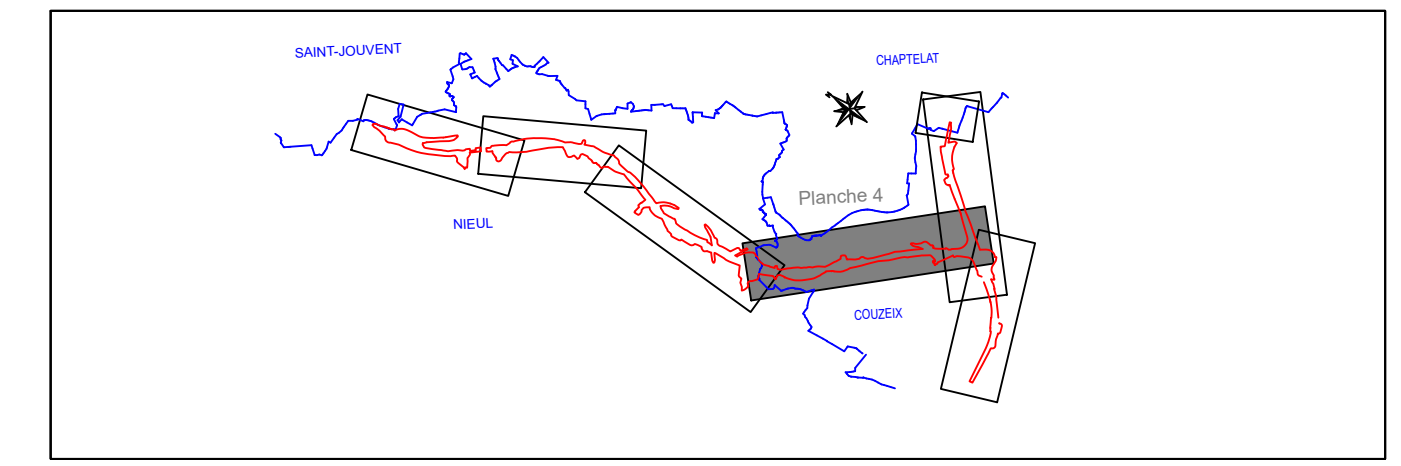 SAINT-JOUVENT
CHAPTELAT
Planche 4
NIEUL
COUZEIX